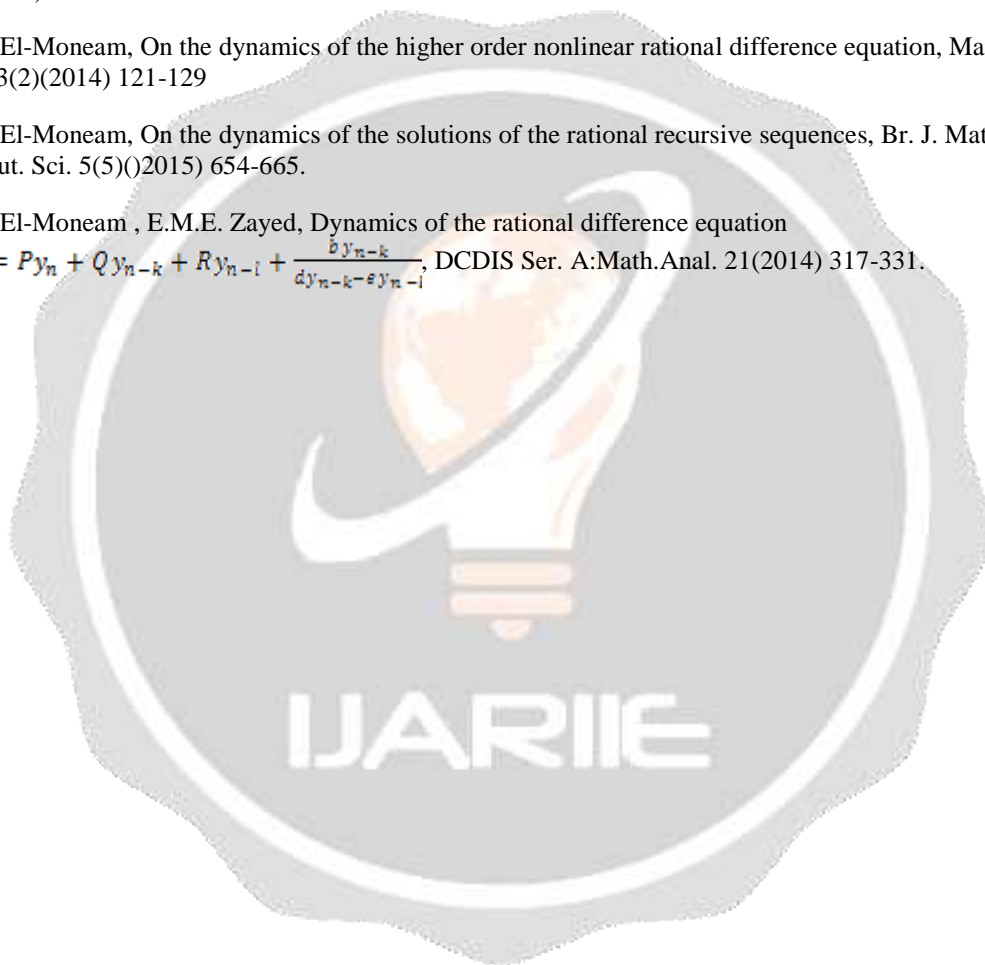 El-Moneam, On the dynamics of the higher order nonlinear rational difference equation, Ma
3(2)(2014) 121-129
El-Moneam, On the dynamics of the solutions of the rational recursive sequences, Br. J. Mat
ut. Sci. 5(5)()2015) 654-665.
El-Moneam , E.M.E. Zayed, Dynamics of the rational difference equation
= Py_n + Qy_{n-k} + Ry_{n-l} + \frac{by_{n-k}}{dy_{n-k}-ey_{n-l}}, DCDIS Ser. A:Math.Anal. 21(2014) 317-331.
IJARIIE